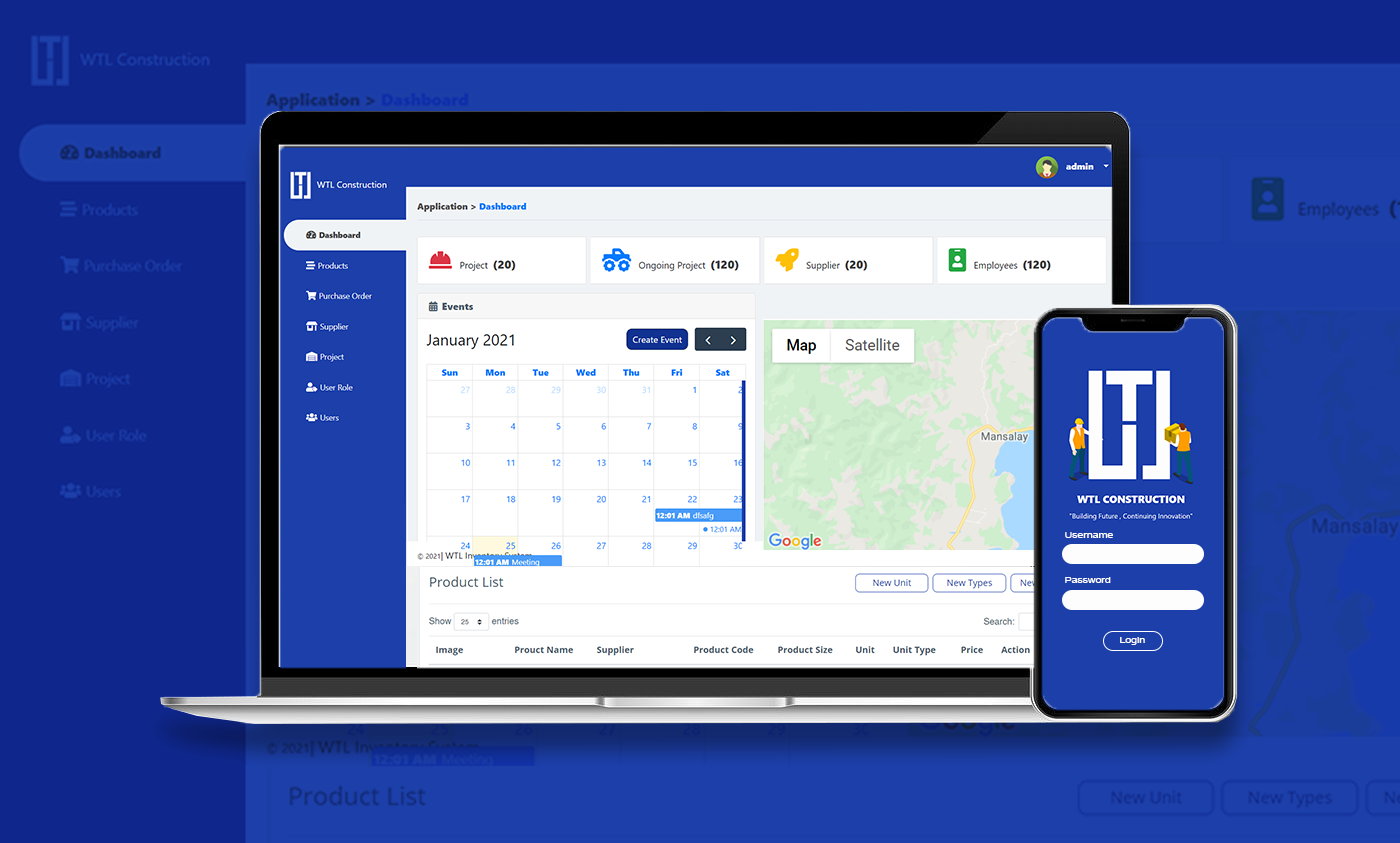 WTL Construction
Application > Dashboard
Dashboard
Products
Purchase Order
Supplier
Project
User Role
Users
Employees
Mansalay
© 2021| WTL Inventory System
12:01 AM Meeting
Product List
New Unit
New Types
WTL Construction
admin
Dashboard
Products
Purchase Order
Supplier
Project
User Role
Users
Application > Dashboard
Project (20)
Ongoing Project (120)
Supplier (20)
Employees (120)
Events
January 2021
Create Event
Sun Mon Tue Wed Thu Fri Sat
27 28 29 30 31 1 2
3 4 5 6 7 8 9
10 11 12 13 14 15 16
17 18 19 20 21 22 23
12:01 AM dfsafg
12:01 AM
24 25 26 27 28 29 30
12:01 AM Meeting
© 2021| WTL Inventory System
Map Satellite
Mansalay
Google
Product List
New Unit New Types New
Show 25 entries
Search:
Image Prouct Name Supplier Product Code Product Size Unit Unit Type Price Action
WTL CONSTRUCTION
"Building Future , Continuing Innovation"
Username
Password
Login